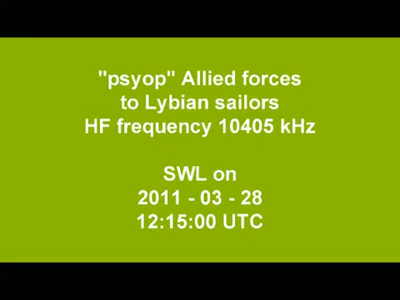 "psyop" Allied forces
to Lybian sailors
HF frequency 10405 kHz
SWL on
2011 - 03 - 28
12:15:00 UTC